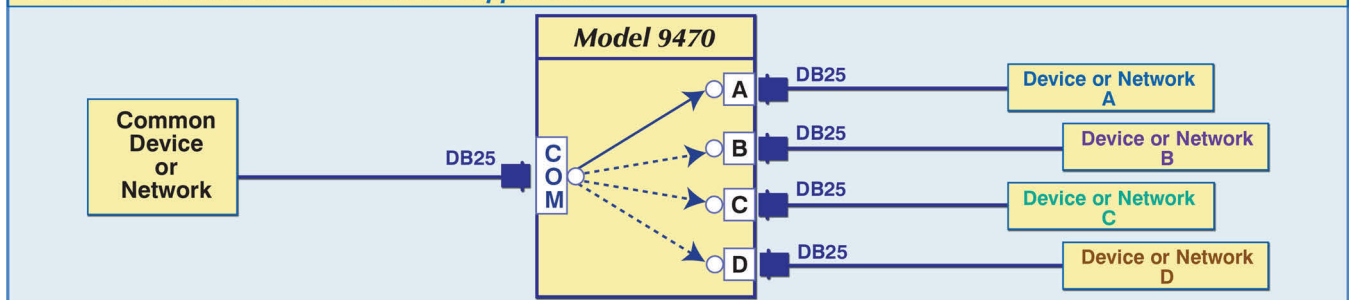 Model 9470
Common
Device
or
Network
DB25
C
O
M
A
DB25
Device or Network
A
B
DB25
Device or Network
B
C
DB25
Device or Network
C
D
DB25
Device or Network
D